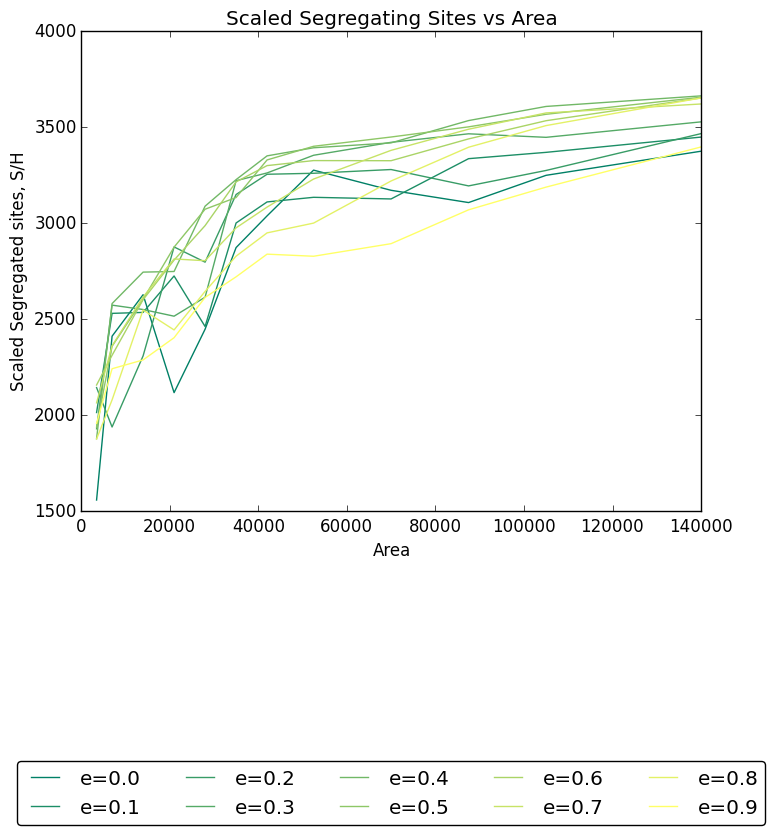 Scaled Segregating Sites vs Area
Scaled Segregated sites, S/H
4000
3500
3000
2500
2000
1500
0 20000 40000 60000 80000 100000 120000 140000
Area
e=0.0 e=0.2 e=0.4 e=0.6 e=0.8
e=0.1 e=0.3 e=0.5 e=0.7 e=0.9